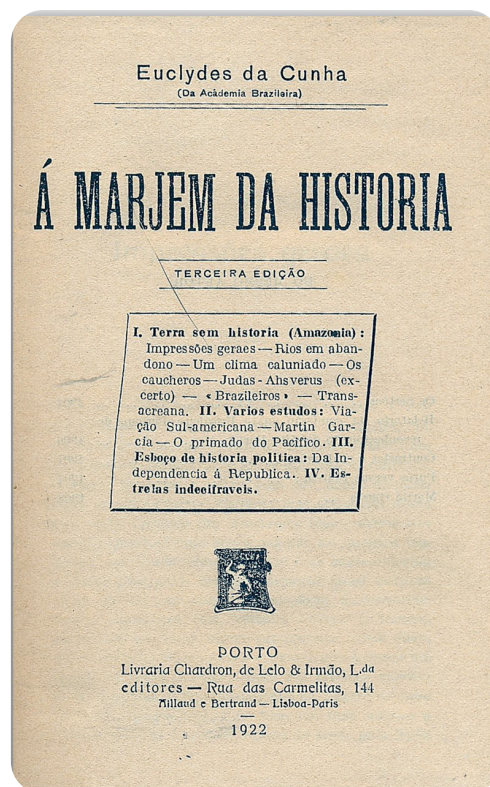 Euclydes da Cunha
(Da Académia Brazileira)
Á MARJEM DA HISTORIA
TERCEIRA EDIÇÃO
I. Terra sem historia (Amazonia):
Impressões geraes — Rios em aban-
dono — Um clima caluniado — Os
caucheros — Judas-Ahsverus (ex-
certo) — «Brazileiros» — Trans-
acreana. II. Varios estudos: Via-
ção Sul-americana — Martin Gar-
cia — O primado do Pacifico. III.
Esboço de historia politica: Da In-
dependencia á Republica. IV. Es-
trelas indecifraveis.
PORTO
Livraria Chardron, de Lelo & Irmão, L.da
editores — Rua das Carmelitas, 144
Aillaud e Bertrand — Lisboa-Paris
1922